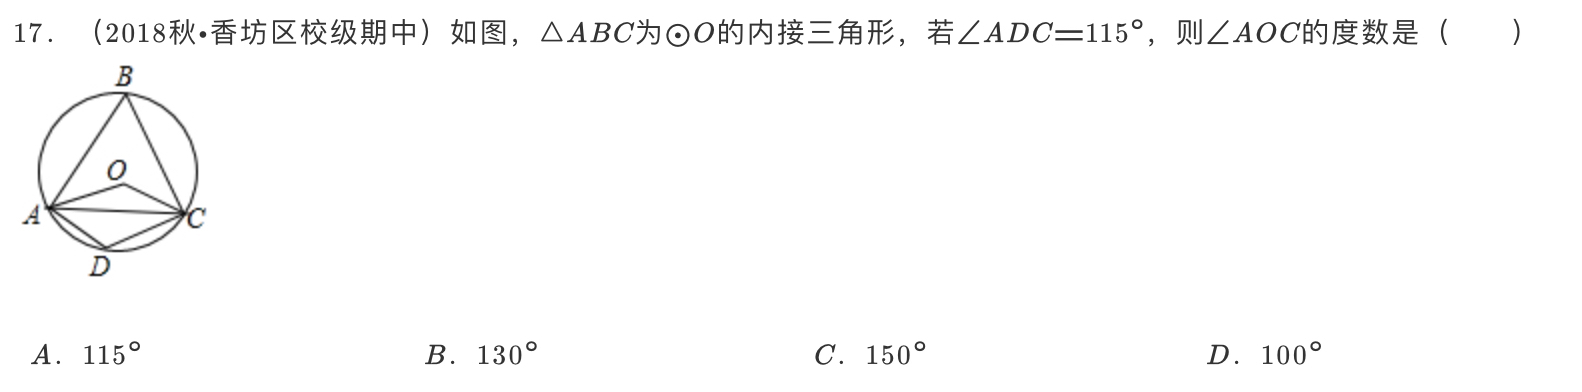 17. （2018秋•香坊区校级期中）如图，△ABC为⊙O的内接三角形，若∠ADC＝115°，则∠AOC的度数是（　　）
B
O
A
C
D
A. 115°
B. 130°
C. 150°
D. 100°